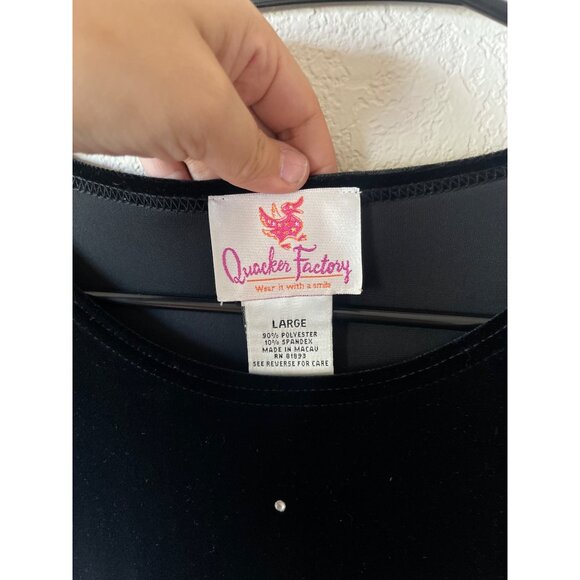 Quacker Factory
Wear it with a smile
LARGE
90% POLYESTER
10% SPANDEX
MADE IN MACAU
RN 81893
SEE REVERSE FOR CARE